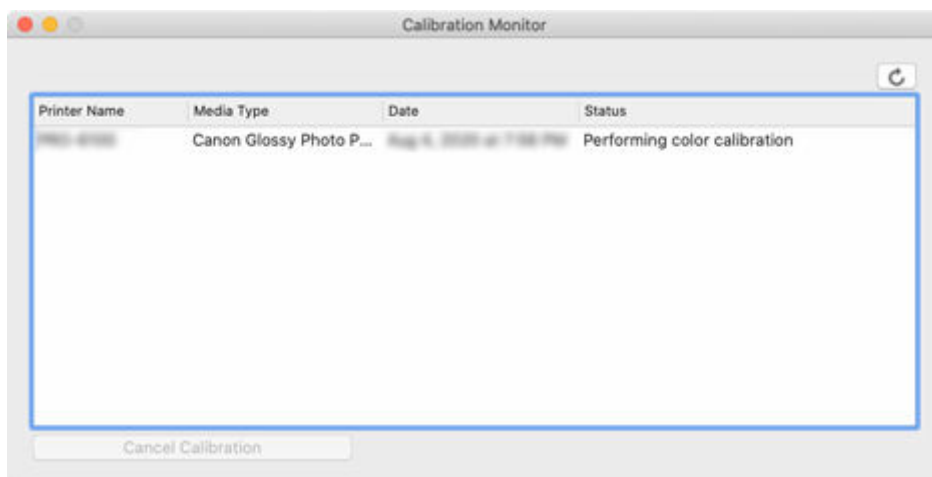 Calibration Monitor
Printer Name Media Type Date Status
Canon Glossy Photo P... Performing color calibration
Cancel Calibration